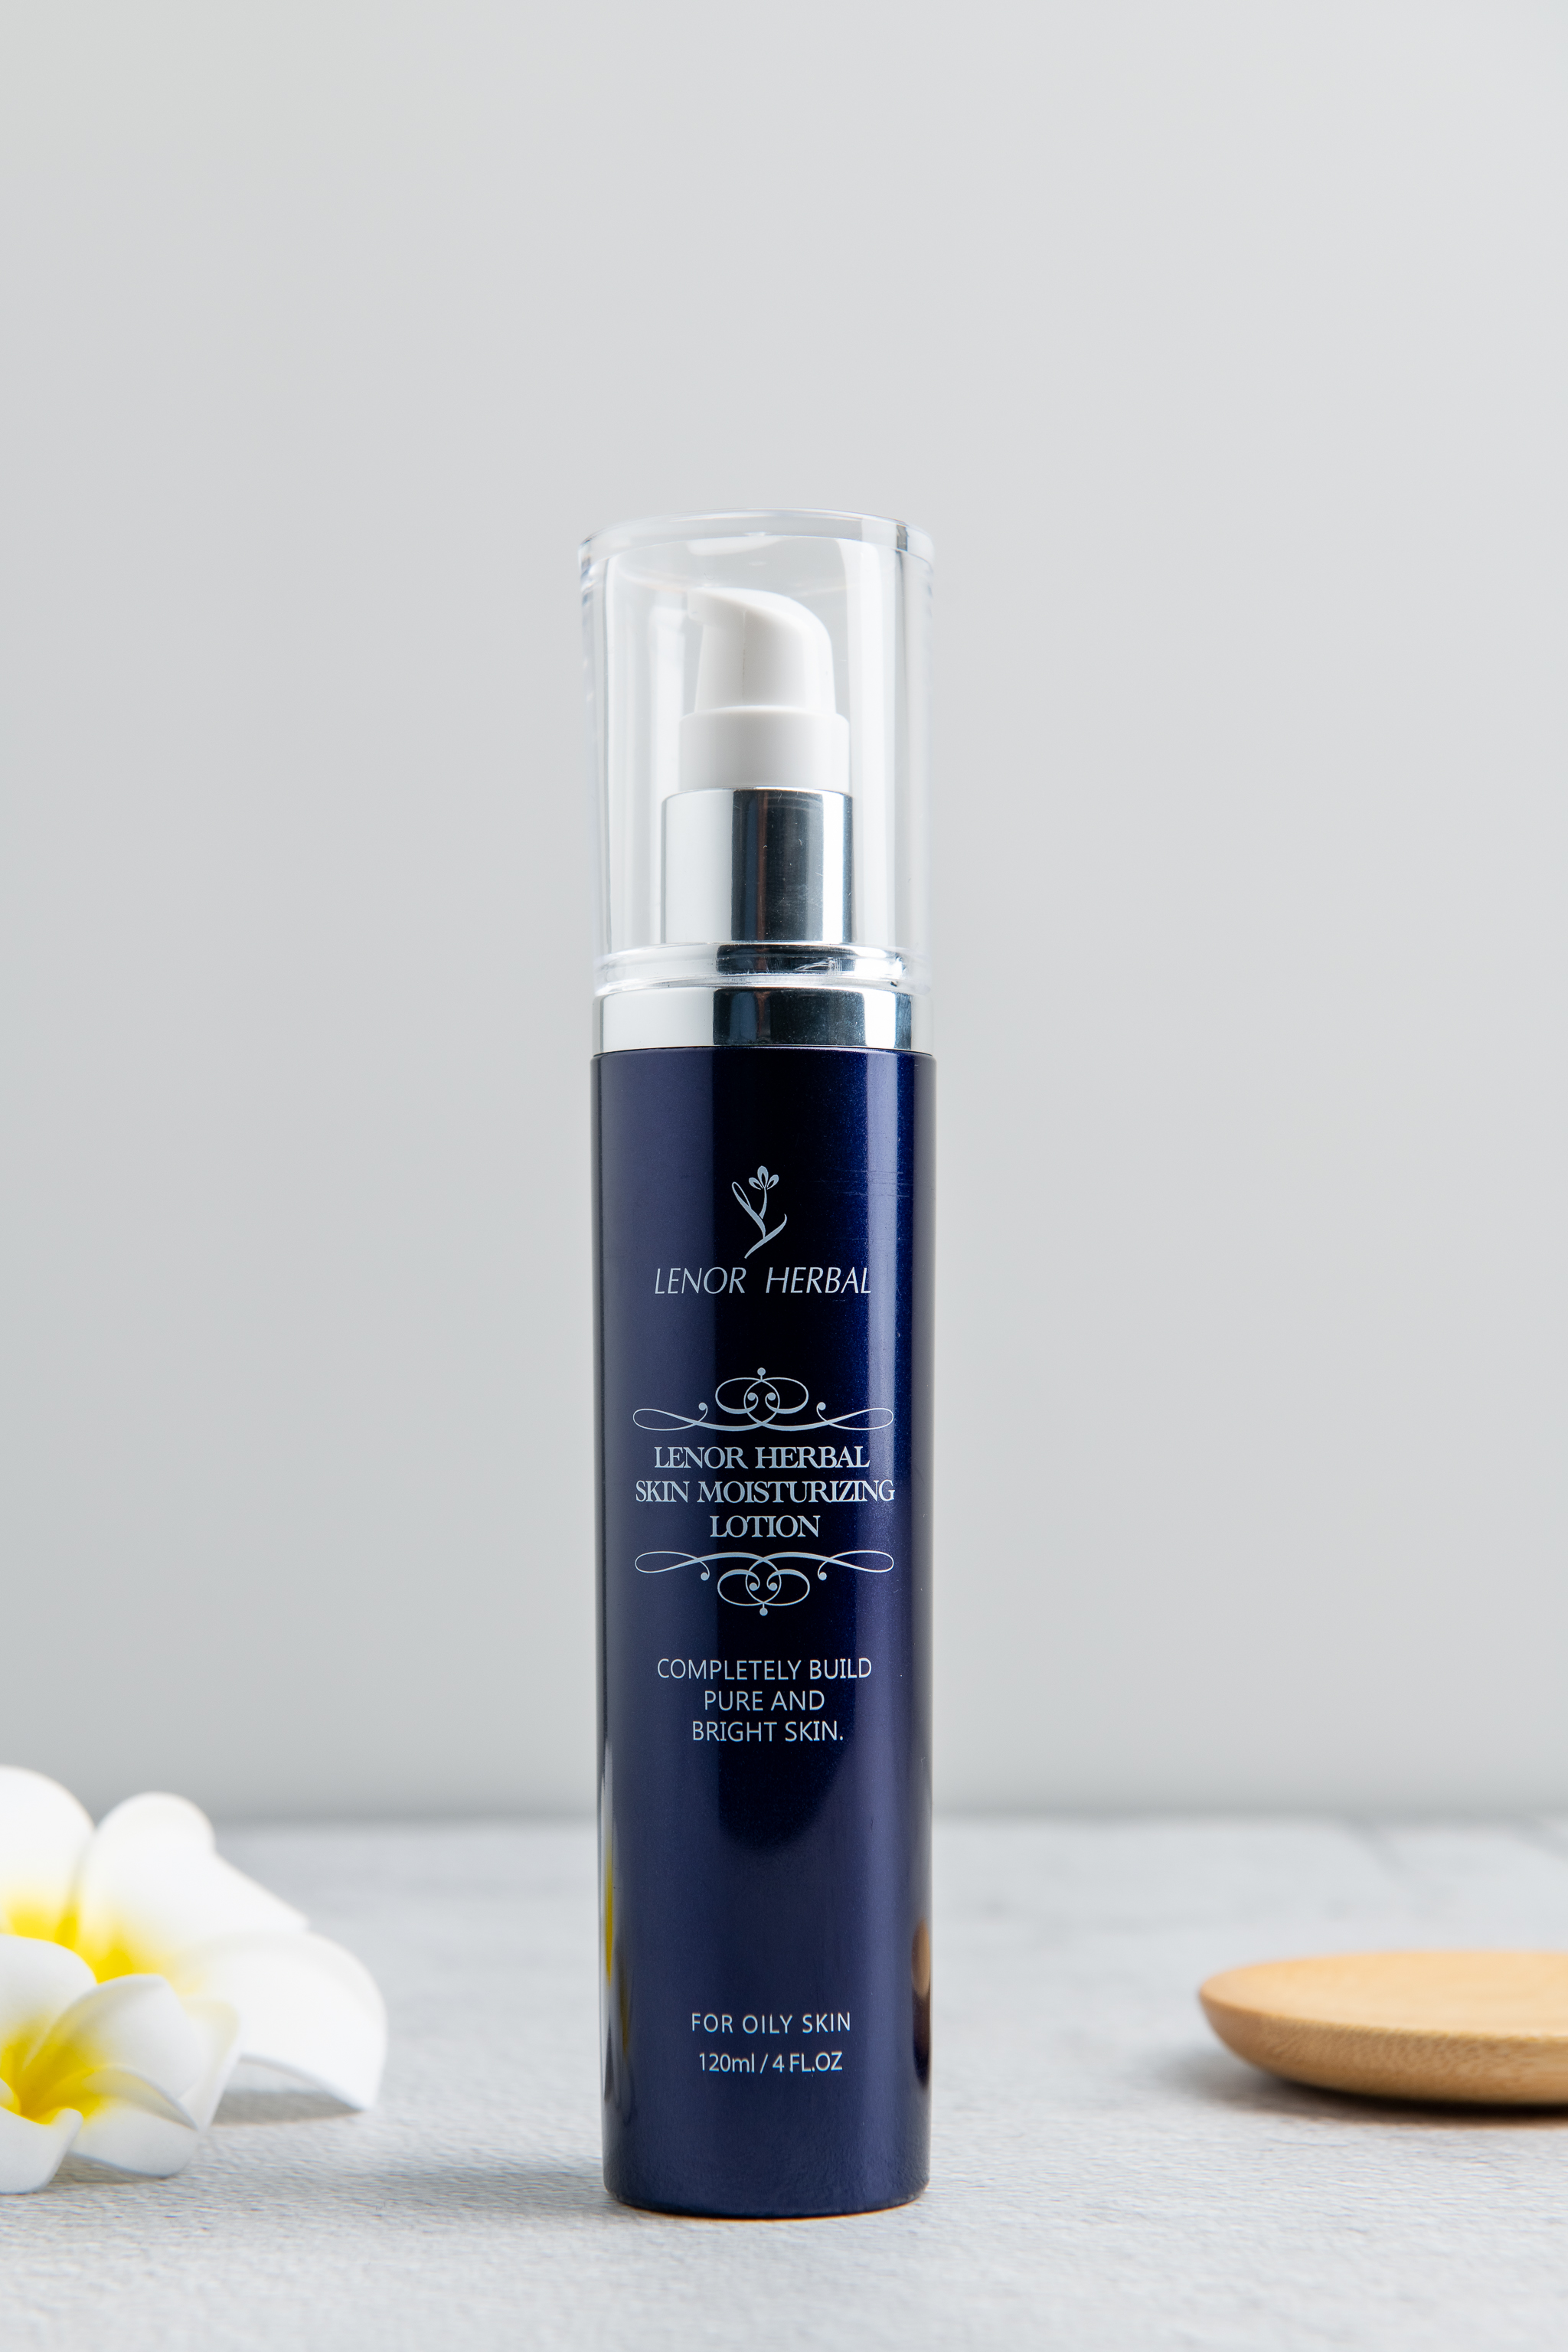 LENOR HERBAL
LENOR HERBAL
SKIN MOISTURIZING
LOTION
COMPLETELY BUILD
PURE AND
BRIGHT SKIN.
FOR OILY SKIN
120ml / 4 FL.OZ